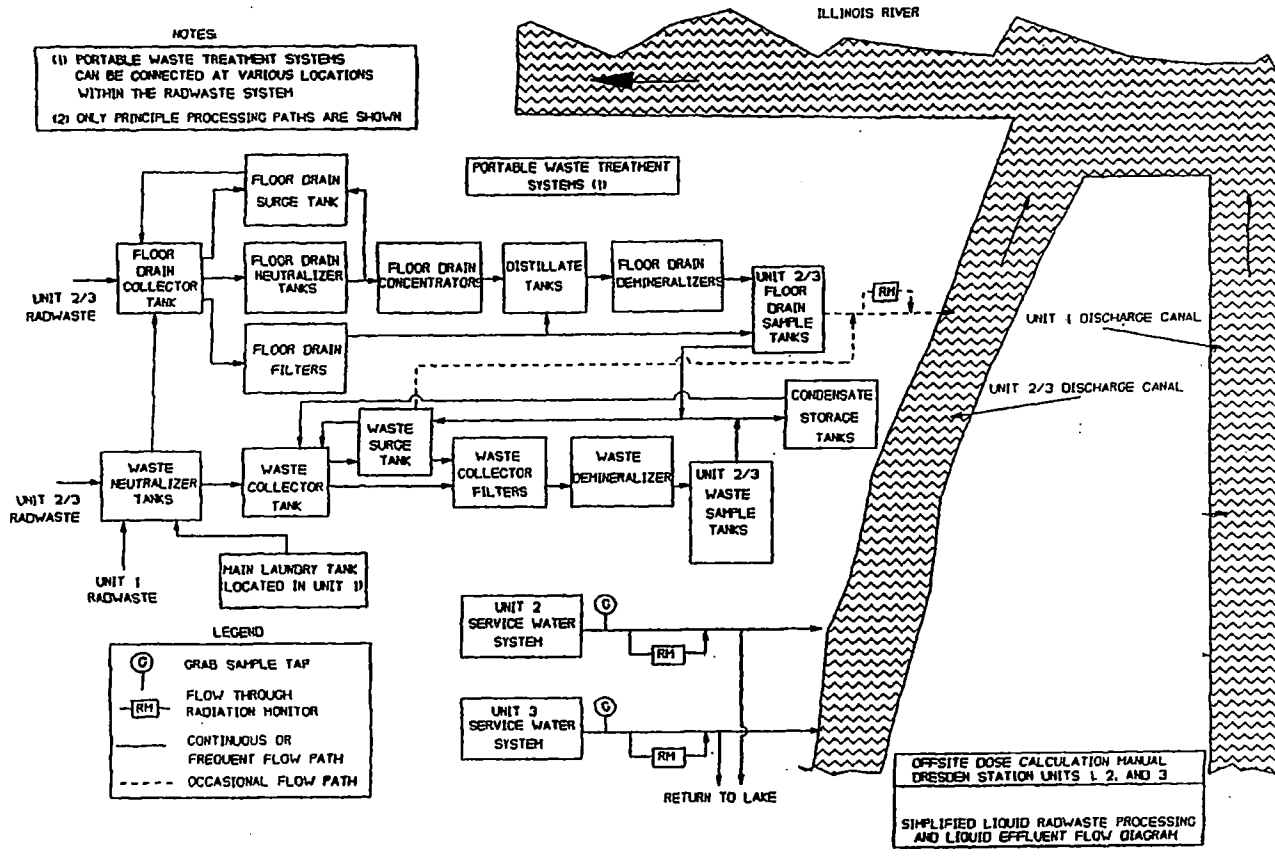 ILLINOIS RIVER
NOTES
(1) PORTABLE WASTE TREATMENT SYSTEMS
CAN BE CONNECTED AT VARIOUS LOCATIONS
WITHIN THE RADWASTE SYSTEM
(2) ONLY PRINCIPLE PROCESSING PATHS ARE SHOWN
PORTABLE WASTE TREATMENT
SYSTEMS (1)
FLOOR DRAIN
SURGE TANK
FLOOR
DRAIN
COLLECTOR
TANK
FLOOR DRAIN
NEUTRALIZER
TANKS
FLOOR DRAIN
CONCENTRATORS
DISTILLATE
TANKS
FLOOR DRAIN
DEMINERALIZERS
UNIT 2/3
FLOOR
DRAIN
SAMPLE
TANKS
RM
UNIT 2/3
RADWASTE
FLOOR DRAIN
FILTERS
UNIT 1 DISCHARGE CANAL
UNIT 2/3 DISCHARGE CANAL
CONDENSATE
STORAGE
TANKS
WASTE
SURGE
TANK
WASTE
NEUTRALIZER
TANKS
WASTE
COLLECTOR
TANK
WASTE
COLLECTOR
FILTERS
WASTE
DEMINERALIZER
UNIT 2/3
WASTE
SAMPLE
TANKS
UNIT 2/3
RADWASTE
UNIT 1
RADWASTE
MAIN LAUNDRY TANK
(LOCATED IN UNIT 1)
UNIT 2
SERVICE WATER
SYSTEM
G
RM
UNIT 3
SERVICE WATER
SYSTEM
G
RM
RETURN TO LAKE
LEGEND
G GRAB SAMPLE TAP
RM FLOW THROUGH
RADIATION MONITOR
CONTINUOUS OR
FREQUENT FLOW PATH
OCCASIONAL FLOW PATH
OFFSITE DOSE CALCULATION MANUAL
DRESDEN STATION UNITS 1, 2, AND 3
SIMPLIFIED LIQUID RADWASTE PROCESSING
AND LIQUID EFFLUENT FLOW DIAGRAM